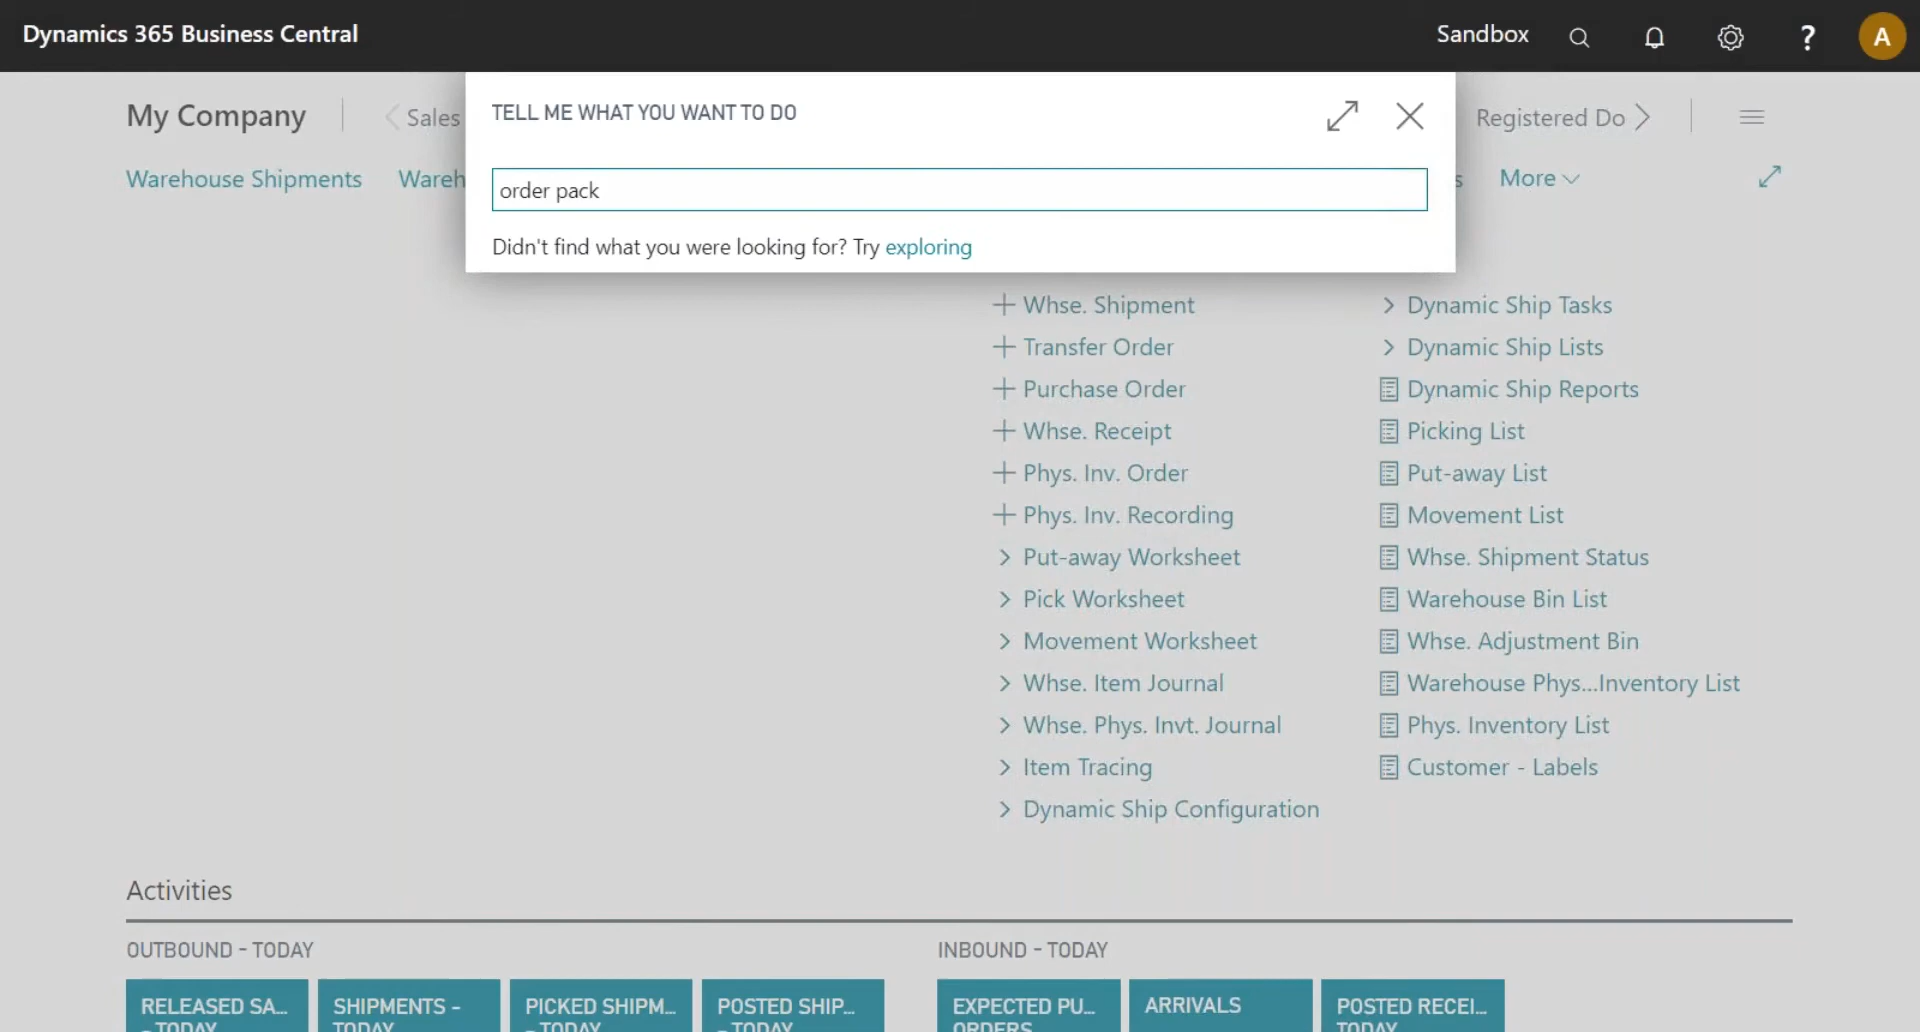 Dynamics 365 Business Central
Sandbox
?
A
My Company
Sales
TELL ME WHAT YOU WANT TO DO
Registered Do
Warehouse Shipments
Wareh
order pack
s
More
Didn't find what you were looking for? Try exploring
Whse. Shipment
Transfer Order
Purchase Order
Whse. Receipt
Phys. Inv. Order
Phys. Inv. Recording
Put-away Worksheet
Pick Worksheet
Movement Worksheet
Whse. Item Journal
Whse. Phys. Invt. Journal
Item Tracing
Dynamic Ship Configuration
Dynamic Ship Tasks
Dynamic Ship Lists
Dynamic Ship Reports
Picking List
Put-away List
Movement List
Whse. Shipment Status
Warehouse Bin List
Whse. Adjustment Bin
Warehouse Phys...Inventory List
Phys. Inventory List
Customer - Labels
Activities
OUTBOUND - TODAY
INBOUND - TODAY
RELEASED SA...
- TODAY
SHIPMENTS -
TODAY
PICKED SHIPM...
- TODAY
POSTED SHIP...
- TODAY
EXPECTED PU...
ORDERS
ARRIVALS
POSTED RECEI...
TODAY